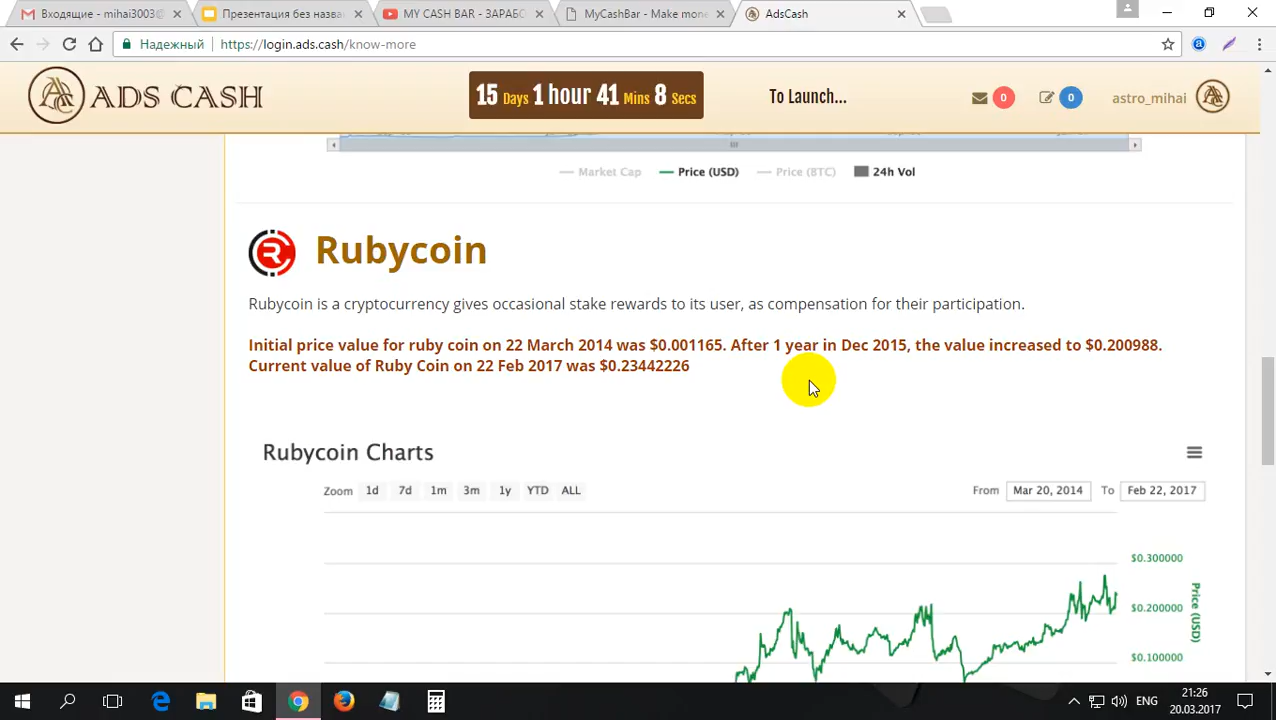 Входящие - mihai3003@
Презентация без назва
MY CASH BAR - ЗАРАБО
MyCashBar - Make mone
AdsCash
Надежный
https://login.ads.cash/know-more
ADS CASH
15 Days 1 hour 41 Mins 8 Secs
To Launch...
0
0
astro_mihai
Market Cap
Price (USD)
Price (BTC)
24h Vol
Rubycoin
Rubycoin is a cryptocurrency gives occasional stake rewards to its user, as compensation for their participation.
Initial price value for ruby coin on 22 March 2014 was $0.001165. After 1 year in Dec 2015, the value increased to $0.200988.
Current value of Ruby Coin on 22 Feb 2017 was $0.23442226
Rubycoin Charts
Zoom 1d 7d 1m 3m 1y YTD ALL
From Mar 20, 2014 To Feb 22, 2017
$0.300000
$0.200000
$0.100000
Price (USD)
ENG
21:26
20.03.2017